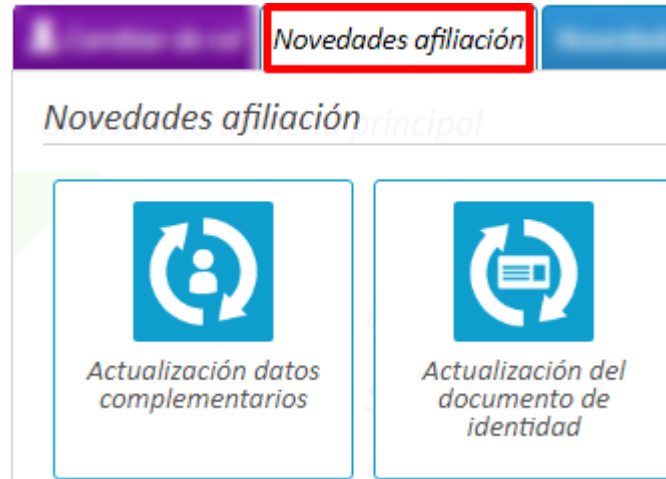 Novedades afiliación
Novedades afiliación
Actualización datos
complementarios
Actualización del
documento de
identidad